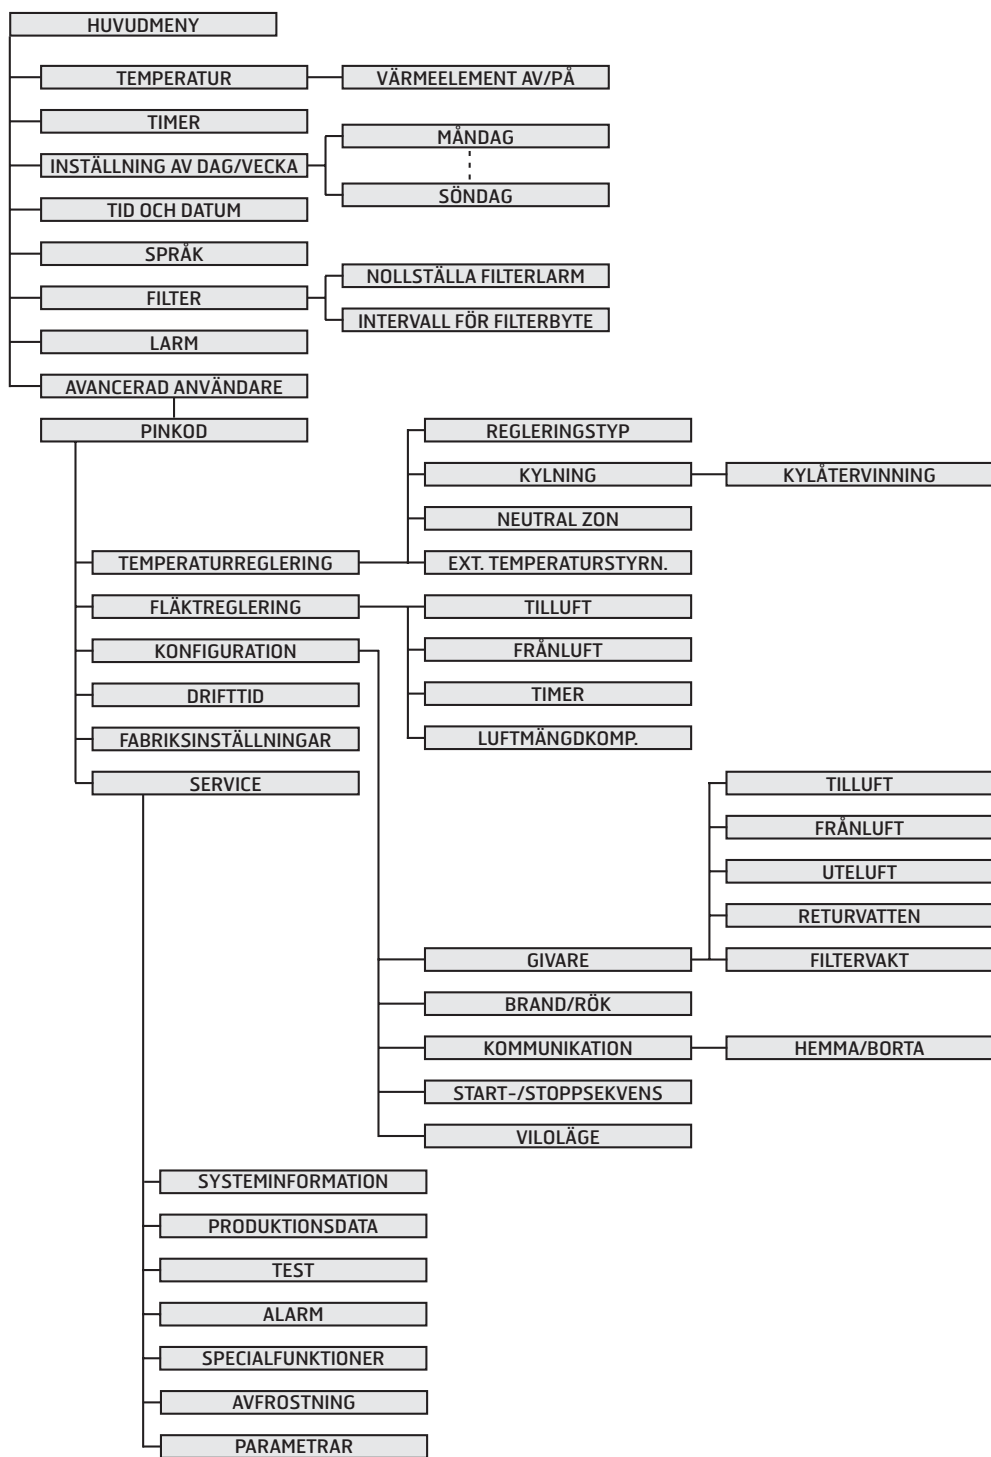 HUVUDMENY
TEMPERATUR
VÄRMEELEMENT AV/PÅ
TIMER
INSTÄLLNING AV DAG/VECKA
MÅNDAG
SÖNDAG
TID OCH DATUM
SPRÅK
FILTER
NOLLSTÄLLA FILTERLARM
INTERVALL FÖR FILTERBYTE
LARM
AVANCERAD ANVÄNDARE
PINKOD
TEMPERATURREGLERING
REGLERINGSTYP
KYLNING
KYLÅTERVINNING
NEUTRAL ZON
EXT. TEMPERATURSTYRN.
FLÄKTREGLERING
TILLUFT
FRÅNLUFT
TIMER
LUFTMÄNGDKOMP.
KONFIGURATION
GIVARE
TILLUFT
FRÅNLUFT
UTELUFT
RETURVATTEN
FILTERVAKT
BRAND/RÖK
KOMMUNIKATION
HEMMA/BORTA
START-/STOPPSEKVENS
VILOLÄGE
DRIFTTID
FABRIKSINSTÄLLNINGAR
SERVICE
SYSTEMINFORMATION
PRODUKTIONSDATA
TEST
ALARM
SPECIALFUNKTIONER
AVFROSTNING
PARAMETRAR